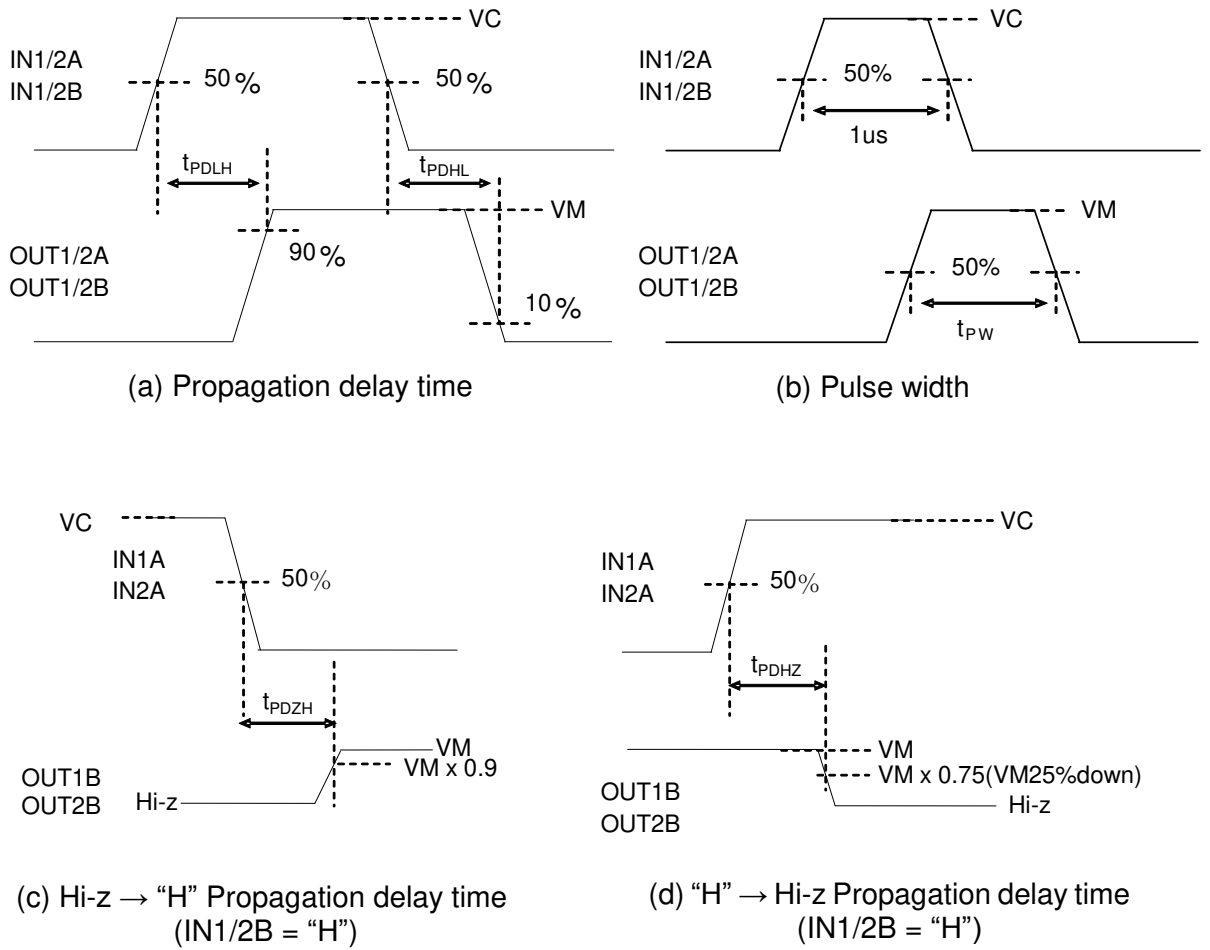 VC
IN1/2A
IN1/2B
50%
50%
tPDLH
tPDHL
VM
OUT1/2A
OUT1/2B
90%
10%
(a) Propagation delay time
VC
IN1/2A
IN1/2B
50%
1us
VM
OUT1/2A
OUT1/2B
50%
tPW
(b) Pulse width
VC
IN1A
IN2A
50%
tPDZH
VM
VM x 0.9
OUT1B
OUT2B
Hi-z
(c) Hi-z → “H” Propagation delay time
(IN1/2B = “H”)
VC
IN1A
IN2A
50%
tPDHZ
VM
VM x 0.75(VM25%down)
OUT1B
OUT2B
Hi-z
(d) “H” → Hi-z Propagation delay time
(IN1/2B = “H”)